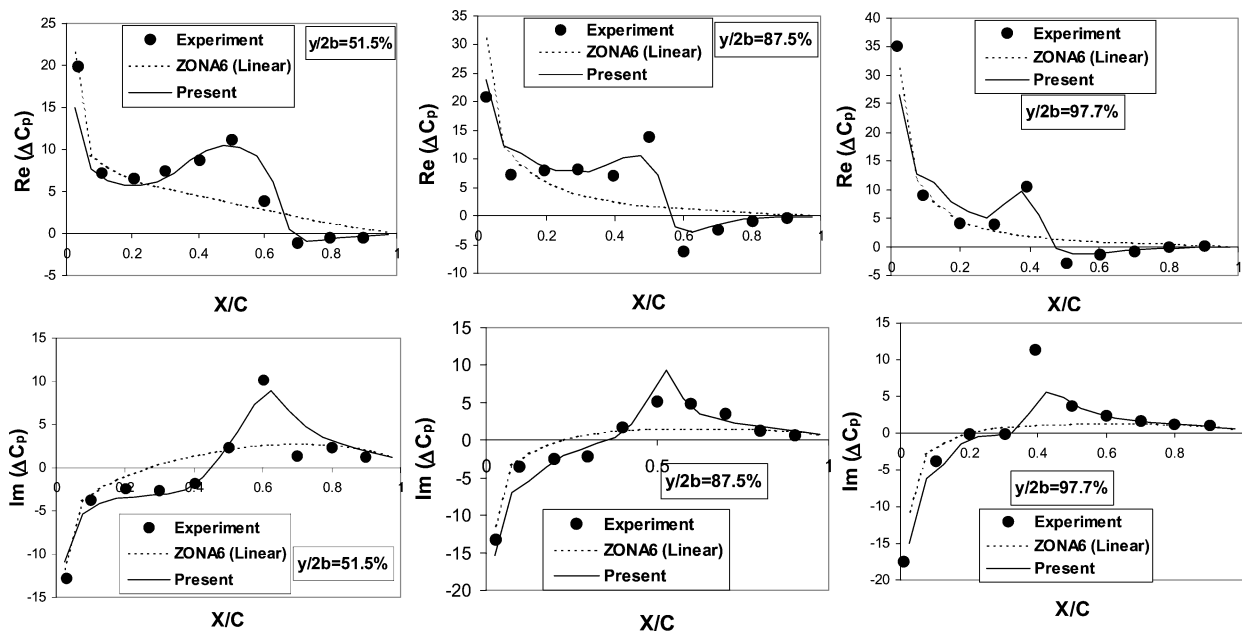 25
20
15
10
5
0
-5
0
0.2
0.4
0.6
0.8
1
Re (ΔCp)
X/C
Experiment
ZONA6 (Linear)
Present
y/2b=51.5%
35
30
25
20
15
10
5
0
-5
-10
0
0.2
0.4
0.6
0.8
1
Re (ΔCp)
X/C
Experiment
ZONA6 (Linear)
Present
y/2b=87.5%
40
35
30
25
20
15
10
5
0
-5
0
0.2
0.4
0.6
0.8
1
Re (ΔCp)
X/C
Experiment
ZONA6 (Linear)
Present
y/2b=97.7%
15
10
5
0
-5
-10
-15
0
0.2
0.4
0.6
0.8
1
Im (ΔCp)
X/C
Experiment
ZONA6 (Linear)
Present
y/2b=51.5%
15
10
5
0
-5
-10
-15
-20
0
0.5
1
Im (ΔCp)
X/C
y/2b=87.5%
Experiment
ZONA6 (Linear)
Present
15
10
5
0
-5
-10
-15
-20
0
0.2
0.4
0.6
0.8
Im (ΔCp)
X/C
y/2b=97.7%
Experiment
ZONA6 (Linear)
Present